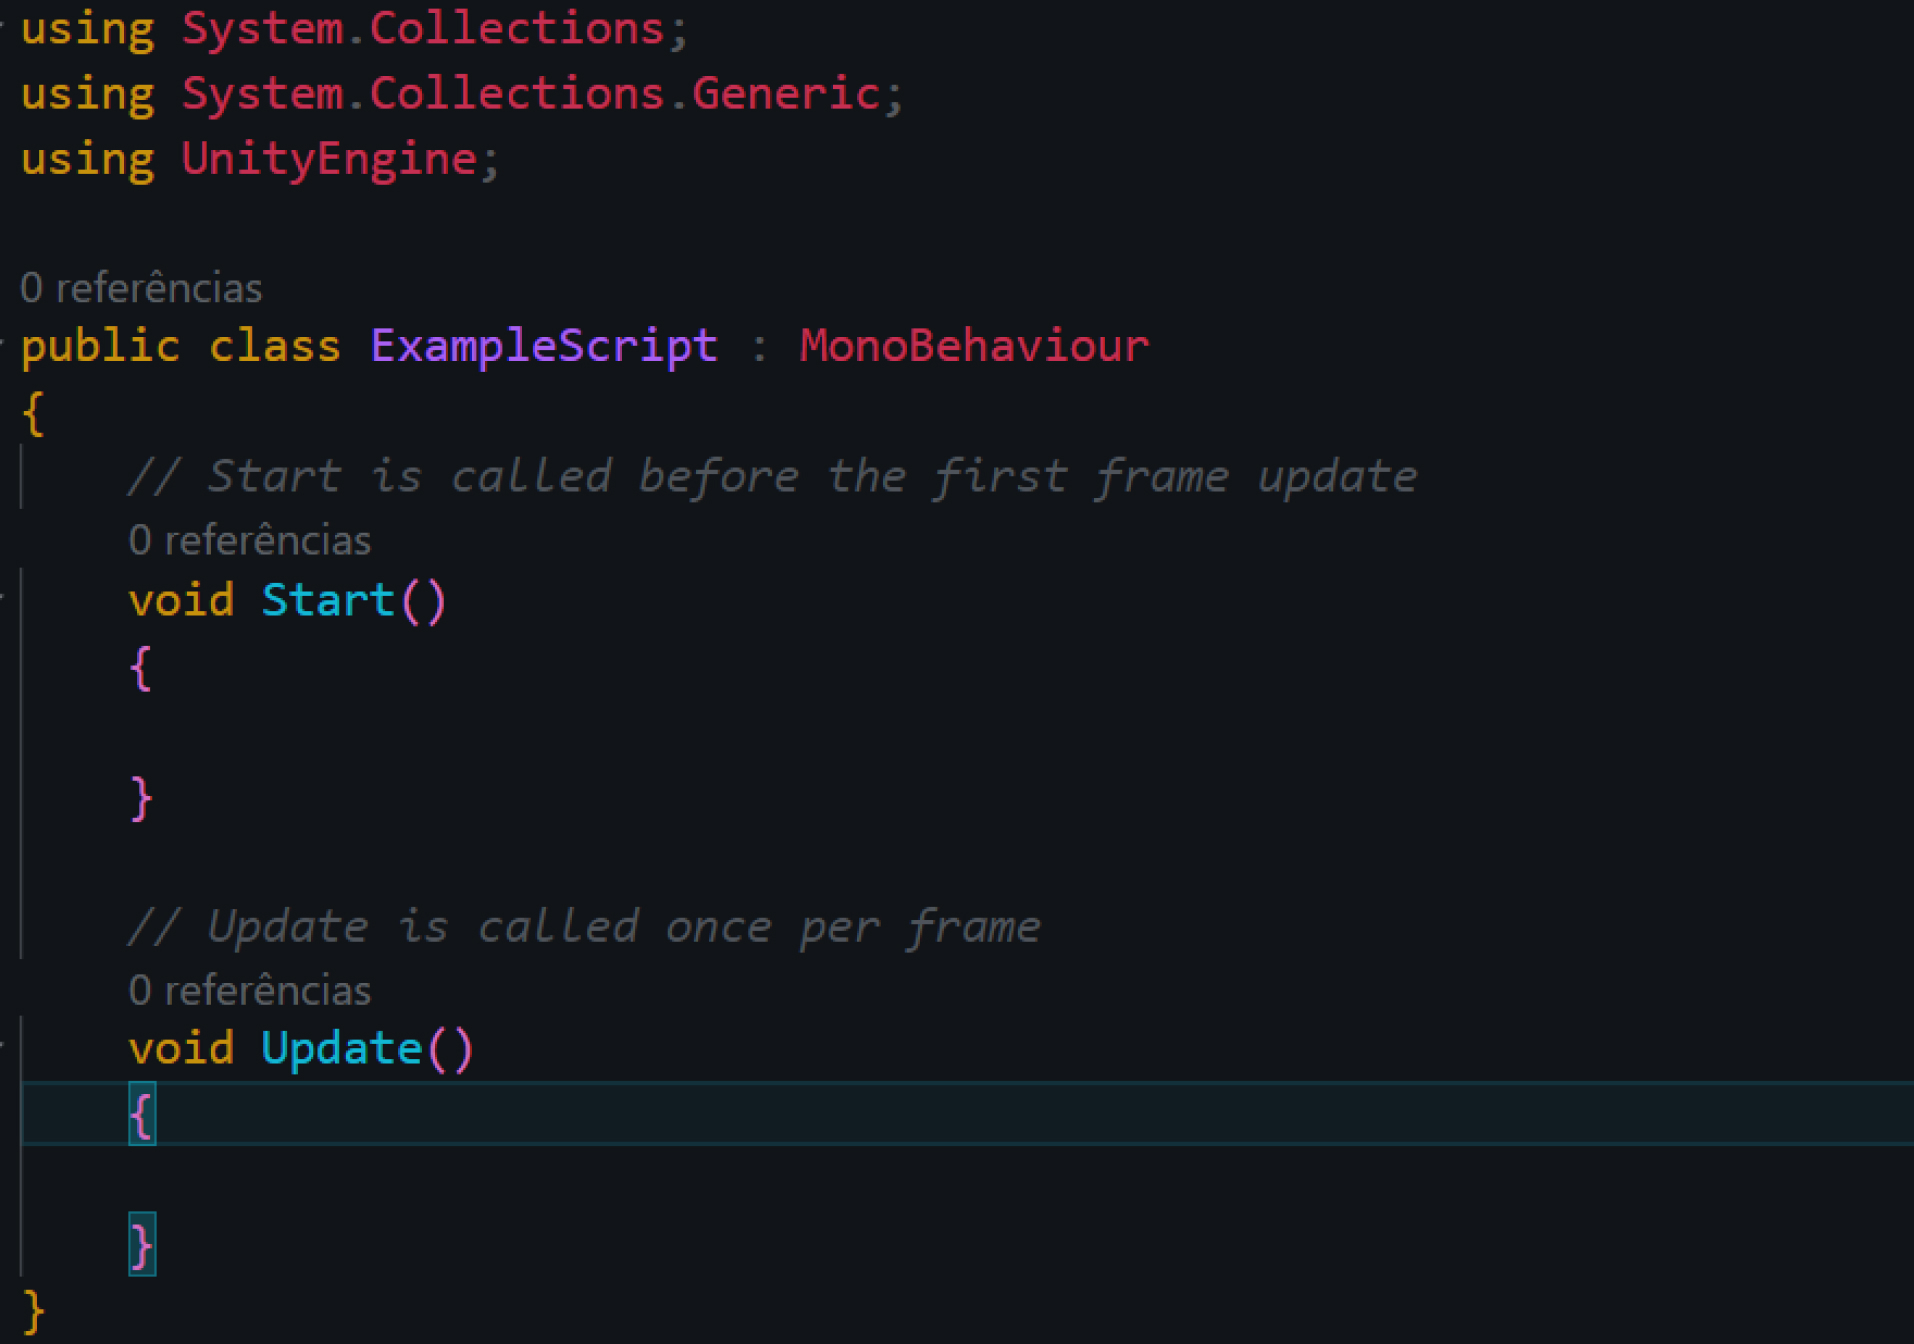 using System.Collections;
using System.Collections.Generic;
using UnityEngine;
0 referências
public class ExampleScript : MonoBehaviour
{
// Start is called before the first frame update
0 referências
void Start()
{
}
// Update is called once per frame
0 referências
void Update()
{
}
}